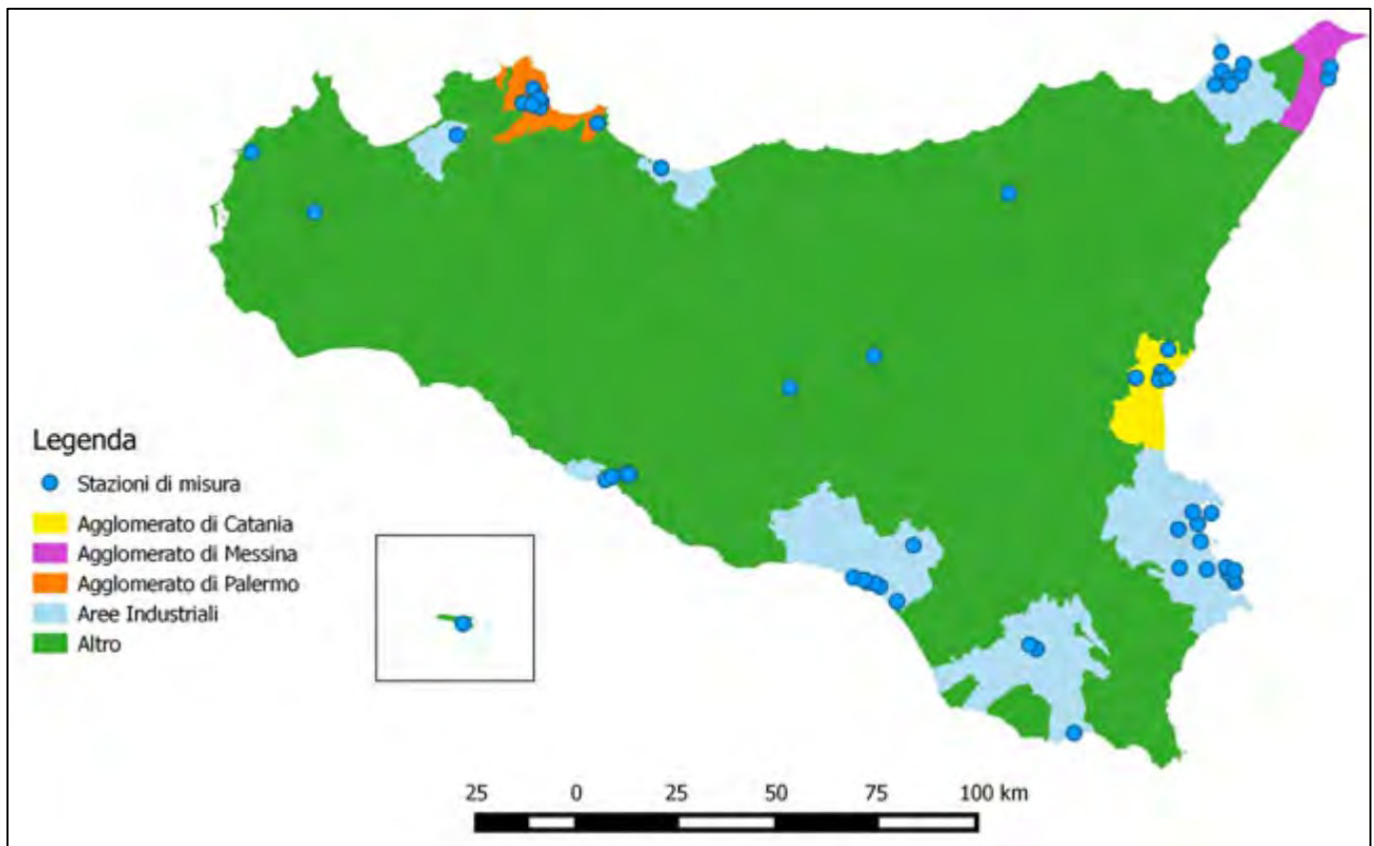 Legenda
Stazioni di misura
Agglomerato di Catania
Agglomerato di Messina
Agglomerato di Palermo
Aree Industriali
Altro
25 0 25 50 75 100 km